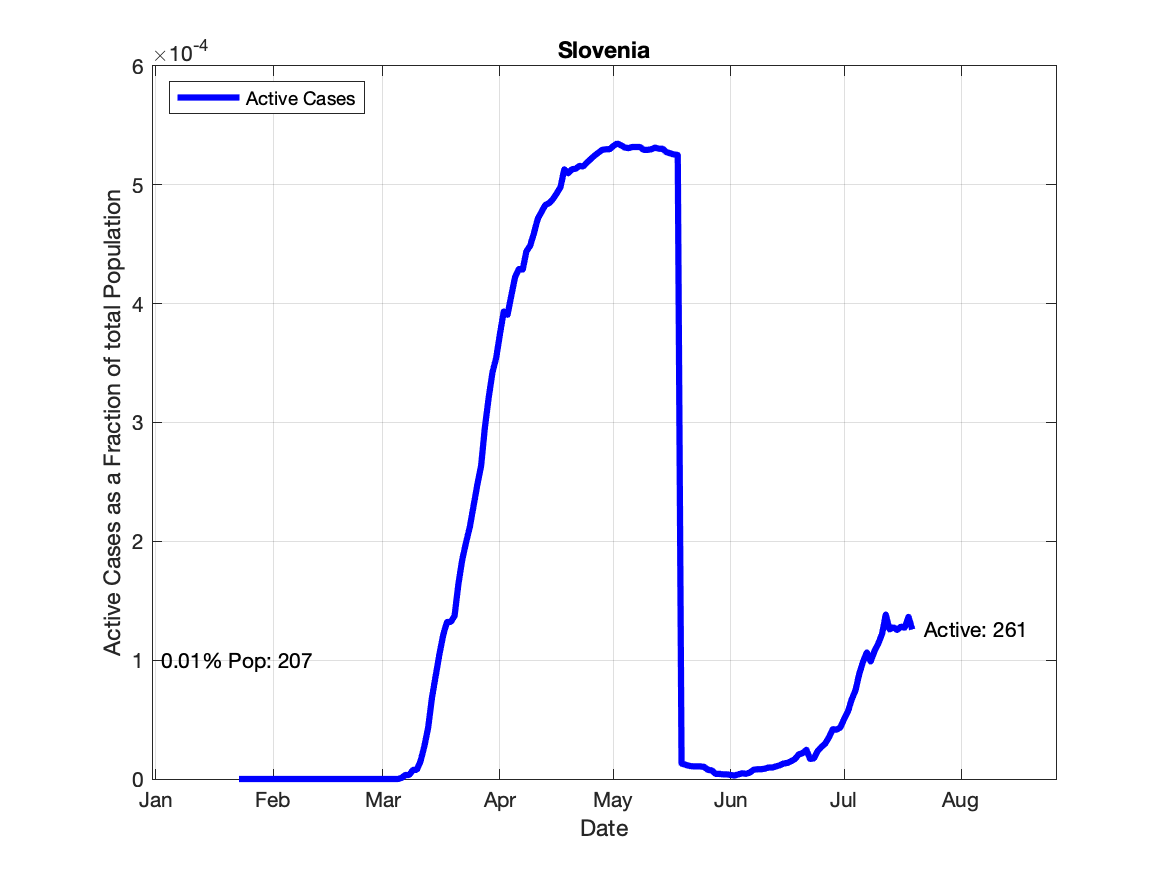 Slovenia
×10-4
Active Cases
6
5
4
3
2
1
0
Active Cases as a Fraction of total Population
0.01% Pop: 207
Active: 261
Jan Feb Mar Apr May Jun Jul Aug
Date